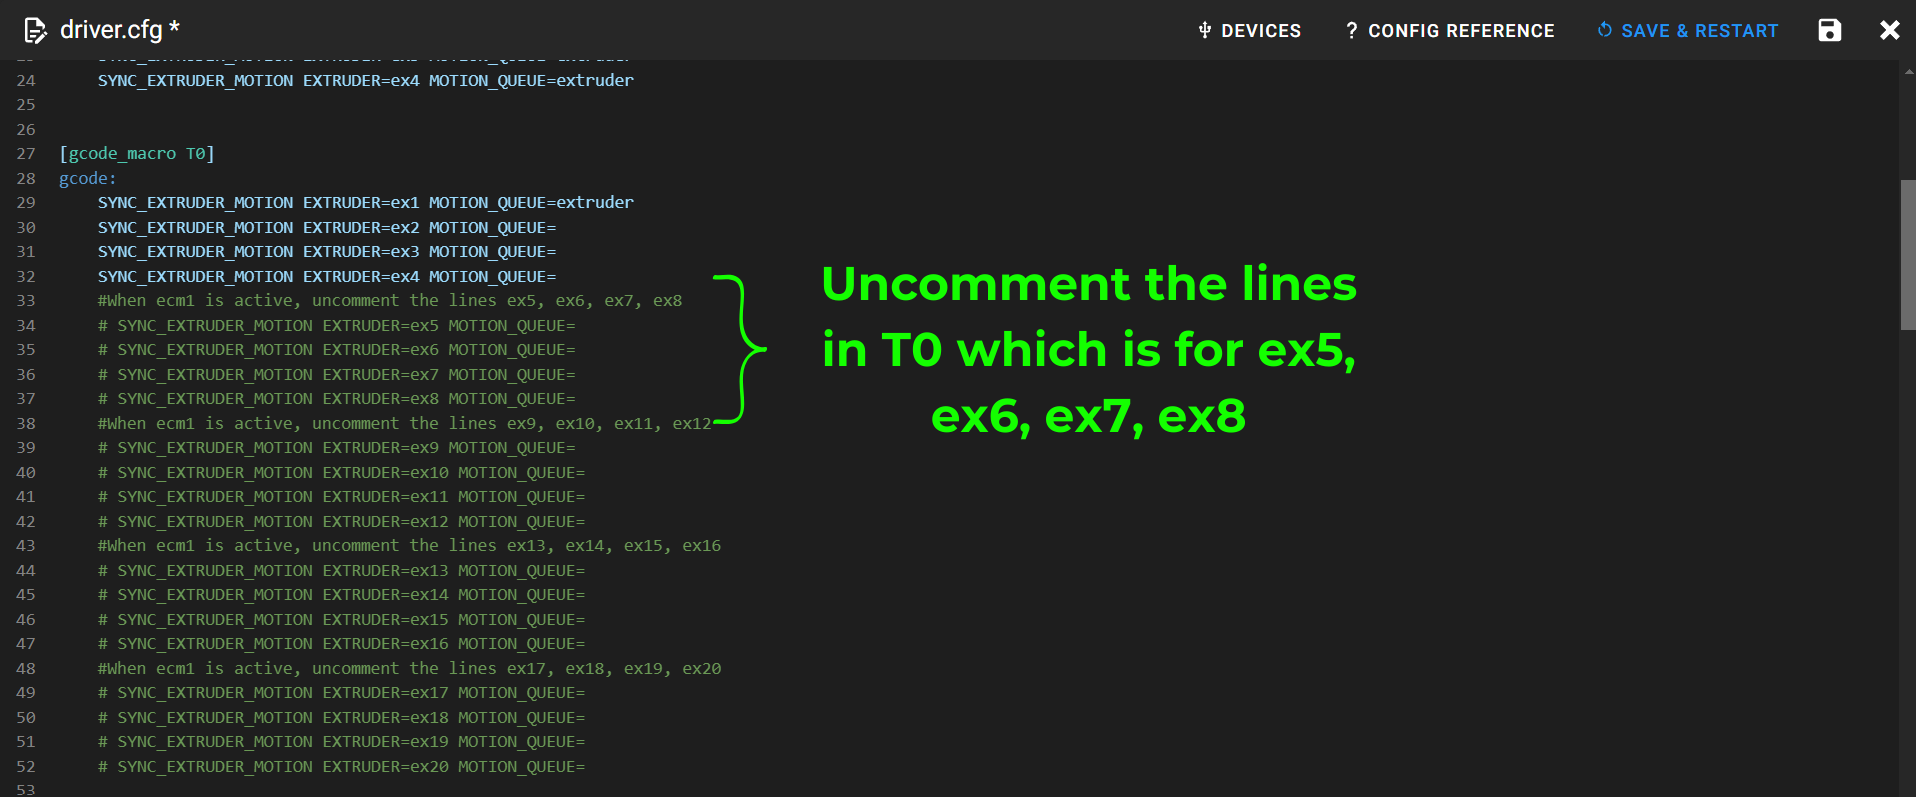 driver.cfg *
DEVICES
? CONFIG REFERENCE
SAVE & RESTART
24 SYNC_EXTRUDER_MOTION EXTRUDER=ex4 MOTION_QUEUE=extruder
25
26
27 [gcode_macro T0]
28 gcode:
29 SYNC_EXTRUDER_MOTION EXTRUDER=ex1 MOTION_QUEUE=extruder
30 SYNC_EXTRUDER_MOTION EXTRUDER=ex2 MOTION_QUEUE=
31 SYNC_EXTRUDER_MOTION EXTRUDER=ex3 MOTION_QUEUE=
32 SYNC_EXTRUDER_MOTION EXTRUDER=ex4 MOTION_QUEUE=
33 #When ecm1 is active, uncomment the lines ex5, ex6, ex7, ex8
34 # SYNC_EXTRUDER_MOTION EXTRUDER=ex5 MOTION_QUEUE=
35 # SYNC_EXTRUDER_MOTION EXTRUDER=ex6 MOTION_QUEUE=
36 # SYNC_EXTRUDER_MOTION EXTRUDER=ex7 MOTION_QUEUE=
37 # SYNC_EXTRUDER_MOTION EXTRUDER=ex8 MOTION_QUEUE=
38 #When ecm1 is active, uncomment the lines ex9, ex10, ex11, ex12
39 # SYNC_EXTRUDER_MOTION EXTRUDER=ex9 MOTION_QUEUE=
40 # SYNC_EXTRUDER_MOTION EXTRUDER=ex10 MOTION_QUEUE=
41 # SYNC_EXTRUDER_MOTION EXTRUDER=ex11 MOTION_QUEUE=
42 # SYNC_EXTRUDER_MOTION EXTRUDER=ex12 MOTION_QUEUE=
43 #When ecm1 is active, uncomment the lines ex13, ex14, ex15, ex16
44 # SYNC_EXTRUDER_MOTION EXTRUDER=ex13 MOTION_QUEUE=
45 # SYNC_EXTRUDER_MOTION EXTRUDER=ex14 MOTION_QUEUE=
46 # SYNC_EXTRUDER_MOTION EXTRUDER=ex15 MOTION_QUEUE=
47 # SYNC_EXTRUDER_MOTION EXTRUDER=ex16 MOTION_QUEUE=
48 #When ecm1 is active, uncomment the lines ex17, ex18, ex19, ex20
49 # SYNC_EXTRUDER_MOTION EXTRUDER=ex17 MOTION_QUEUE=
50 # SYNC_EXTRUDER_MOTION EXTRUDER=ex18 MOTION_QUEUE=
51 # SYNC_EXTRUDER_MOTION EXTRUDER=ex19 MOTION_QUEUE=
52 # SYNC_EXTRUDER_MOTION EXTRUDER=ex20 MOTION_QUEUE=
53
Uncomment the lines
in T0 which is for ex5,
ex6, ex7, ex8